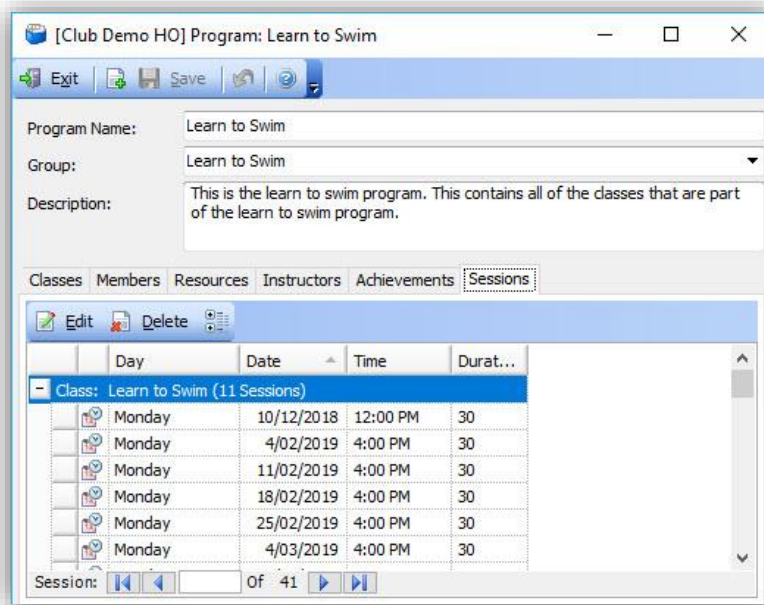 [Club Demo HO] Program: Learn to Swim
Exit Save
Program Name: Learn to Swim
Group: Learn to Swim
Description: This is the learn to swim program. This contains all of the classes that are part
of the learn to swim program.
Classes Members Resources Instructors Achievements Sessions
Edit Delete
Day Date Time Durat...
Class: Learn to Swim (11 Sessions)
Monday 10/12/2018 12:00 PM 30
Monday 4/02/2019 4:00 PM 30
Monday 11/02/2019 4:00 PM 30
Monday 18/02/2019 4:00 PM 30
Monday 25/02/2019 4:00 PM 30
Monday 4/03/2019 4:00 PM 30
Session: Of 41